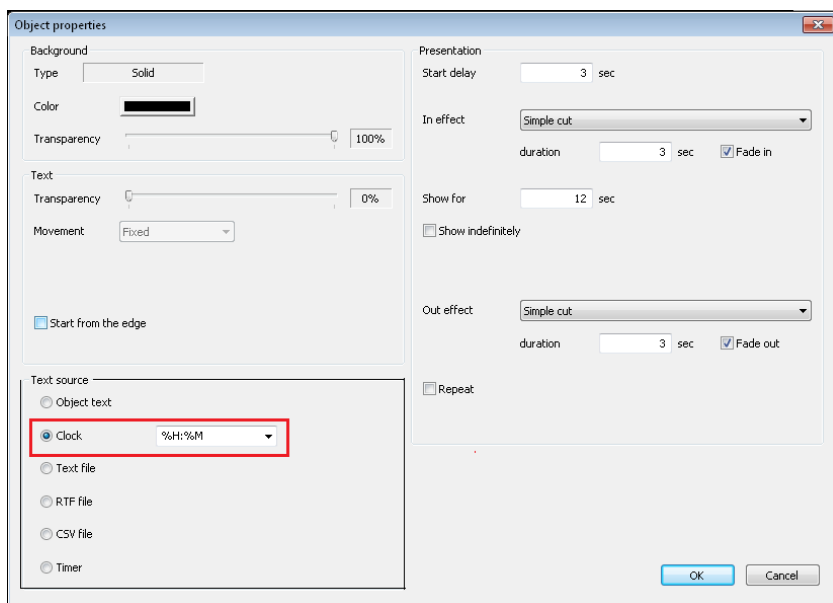 Object properties
Background
Type Solid
Color
Transparency 100%
Text
Transparency 0%
Movement Fixed
Start from the edge
Text source
Object text
Clock %H:%M
Text file
RTF file
CSV file
Timer
Presentation
Start delay 3 sec
In effect Simple cut
duration 3 sec Fade in
Show for 12 sec
Show indefinitely
Out effect Simple cut
duration 3 sec Fade out
Repeat
OK Cancel